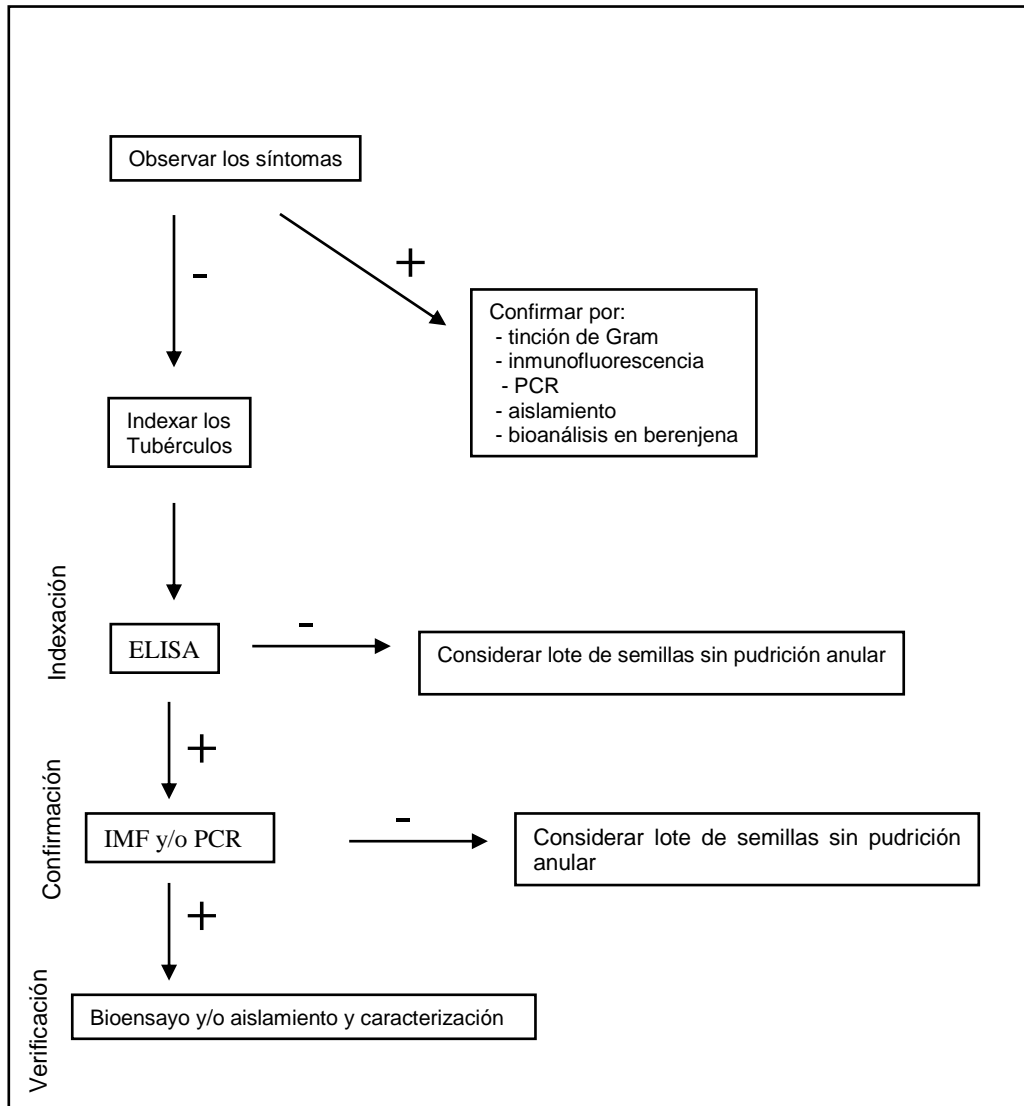 Observar los síntomas
-
+
Confirmar por:
- tinción de Gram
- inmunofluorescencia
- PCR
- aislamiento
- bioanálisis en berenjena
Indexar los
Tubérculos
Indexación
ELISA
-
Considerar lote de semillas sin pudrición anular
+
Confirmación
IMF y/o PCR
-
Considerar lote de semillas sin pudrición
anular
+
Verificación
Bioensayo y/o aislamiento y caracterización